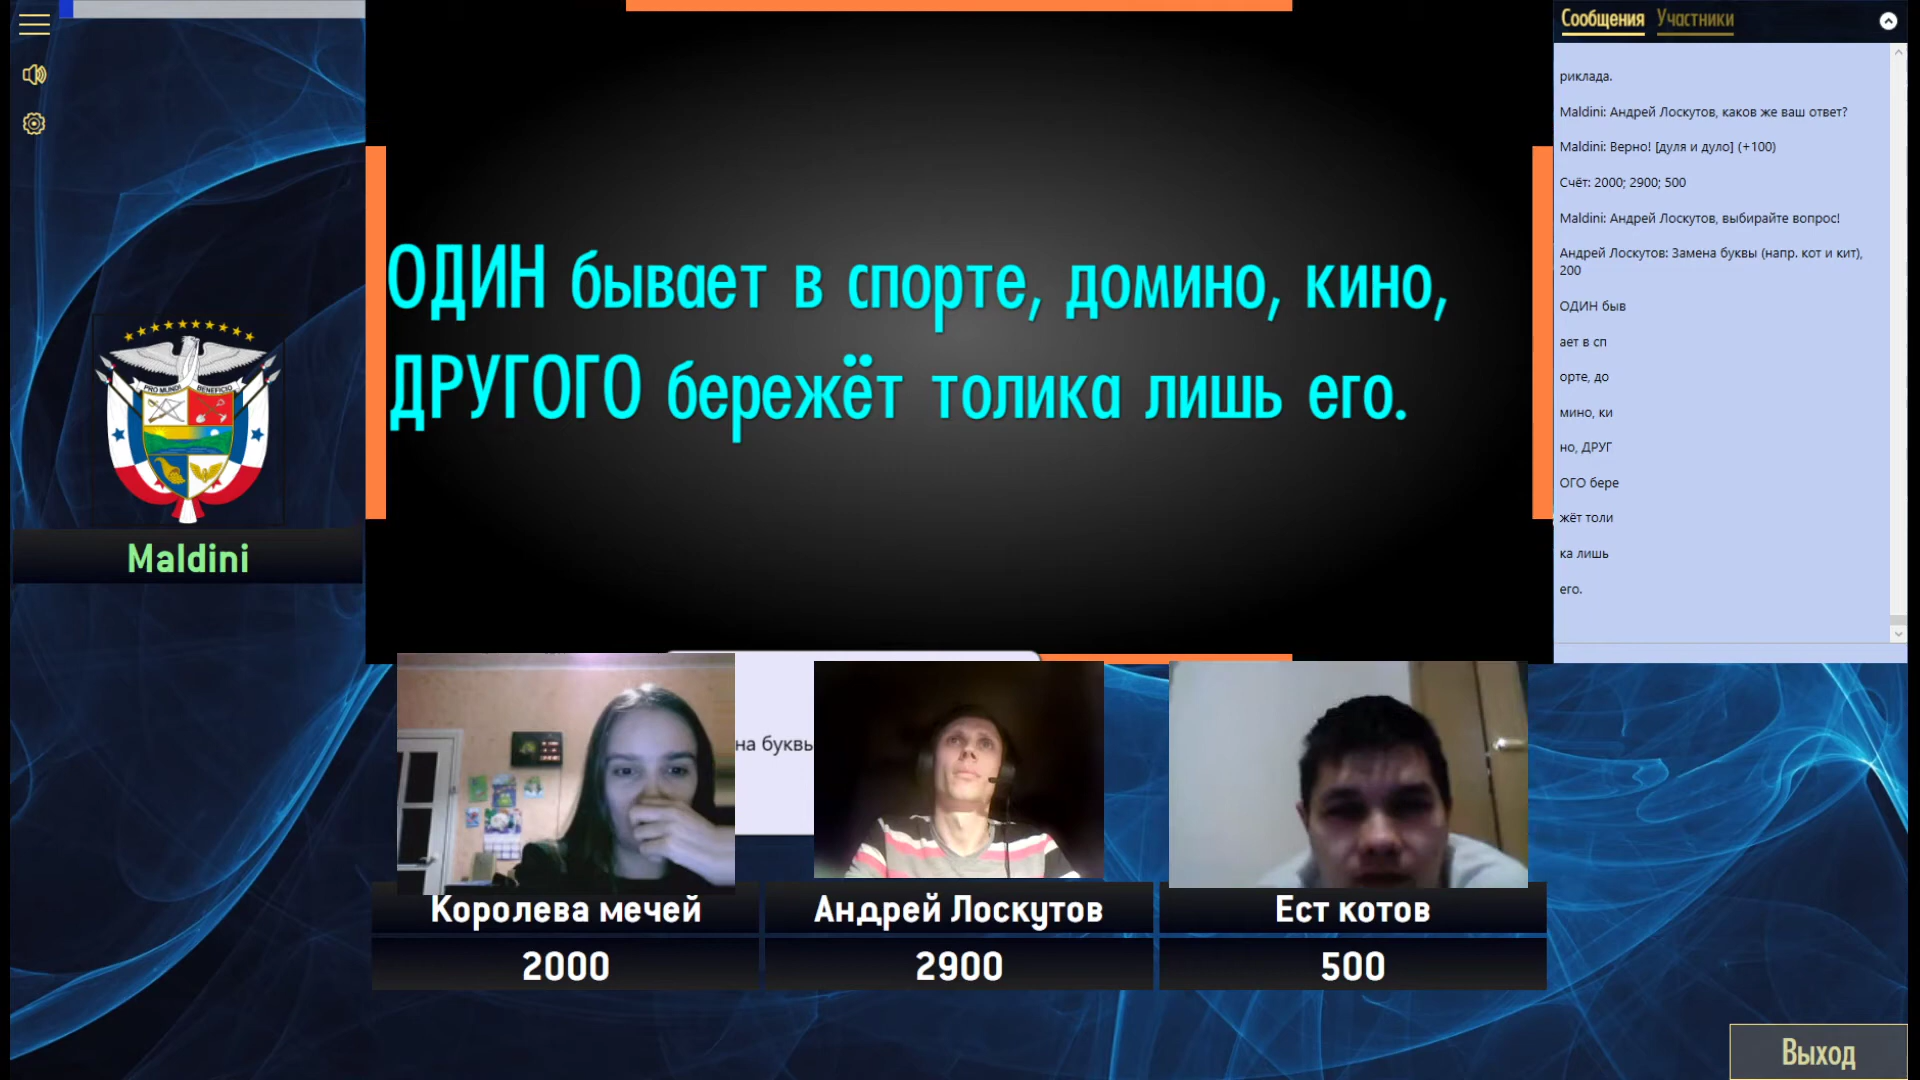 ОДИН бывает в спорте, домино, кино,
ДРУГОГО бережёт толика лишь его.
Сообщения Участники
риклада.
Maldini: Андрей Лоскутов, каков же ваш ответ?
Maldini: Верно! [дуля и дуло] (+100)
Счёт: 2000; 2900; 500
Maldini: Андрей Лоскутов, выбирайте вопрос!
Андрей Лоскутов: Замена буквы (напр. кот и кит),
200
ОДИН быв
ает в сп
орте, до
мино, ки
но, ДРУГ
ОГО бере
жёт толи
ка лишь
его.
PRO MUNDI BENEFICIO
Maldini
на буквы
Королева мечей
Андрей Лоскутов
Ест котов
2000
2900
500
Выход